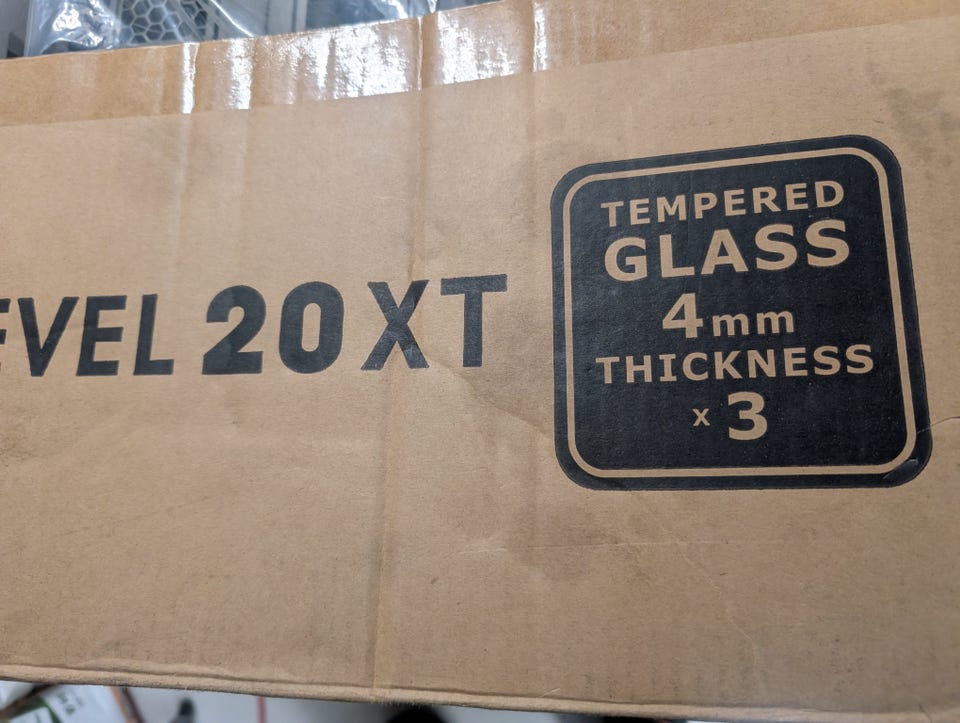 EVEL 20 XT
TEMPERED
GLASS
4mm
THICKNESS
x 3